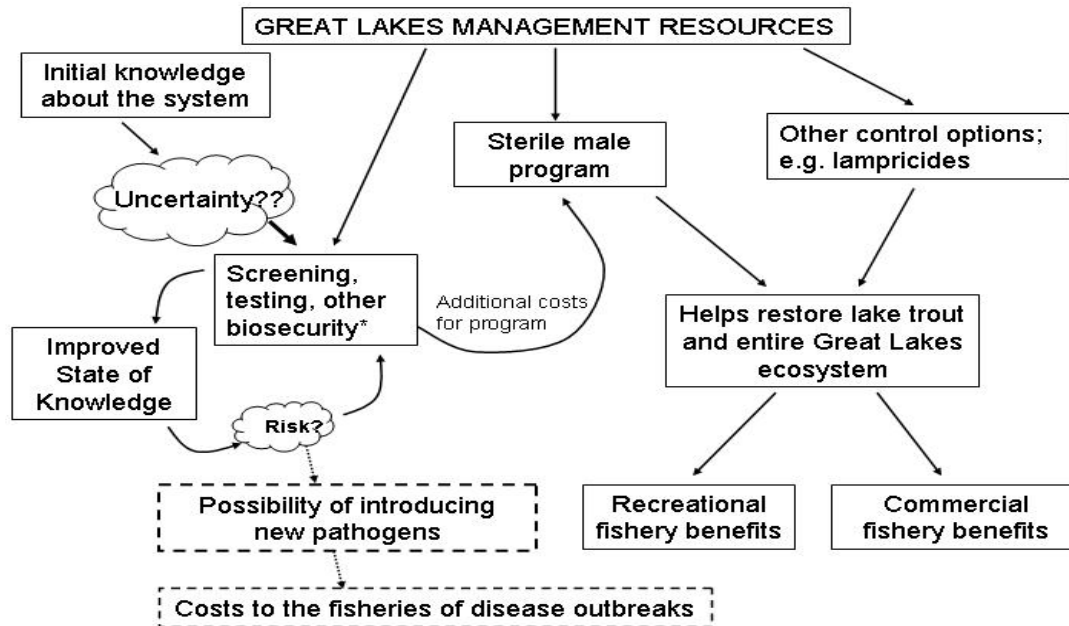 GREAT LAKES MANAGEMENT RESOURCES
Initial knowledge
about the system
Uncertainty??
Sterile male
program
Other control options;
e.g. lampricides
Screening,
testing, other
biosecurity*
Additional costs
for program
Helps restore lake trout
and entire Great Lakes
ecosystem
Improved
State of
Knowledge
Risk?
Possibility of introducing
new pathogens
Recreational
fishery benefits
Commercial
fishery benefits
Costs to the fisheries of disease outbreaks